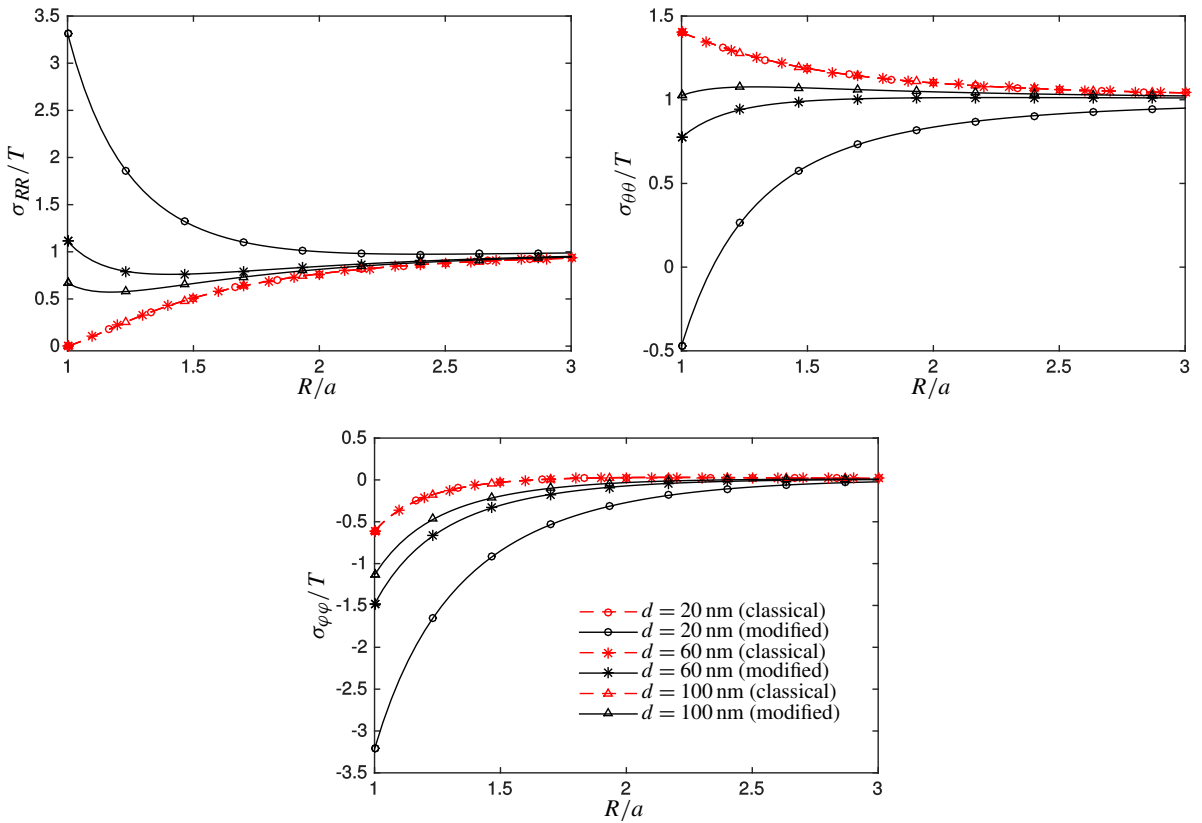 3.5
3
2.5
2
1.5
1
0.5
0
σRR/T
1 1.5 2 2.5 3
R/a
1.5
1
0.5
0
-0.5
σθθ/T
1 1.5 2 2.5 3
R/a
0.5
0
-0.5
-1
-1.5
-2
-2.5
-3
-3.5
σφφ/T
d = 20 nm (classical)
d = 20 nm (modified)
d = 60 nm (classical)
d = 60 nm (modified)
d = 100 nm (classical)
d = 100 nm (modified)
1 1.5 2 2.5 3
R/a